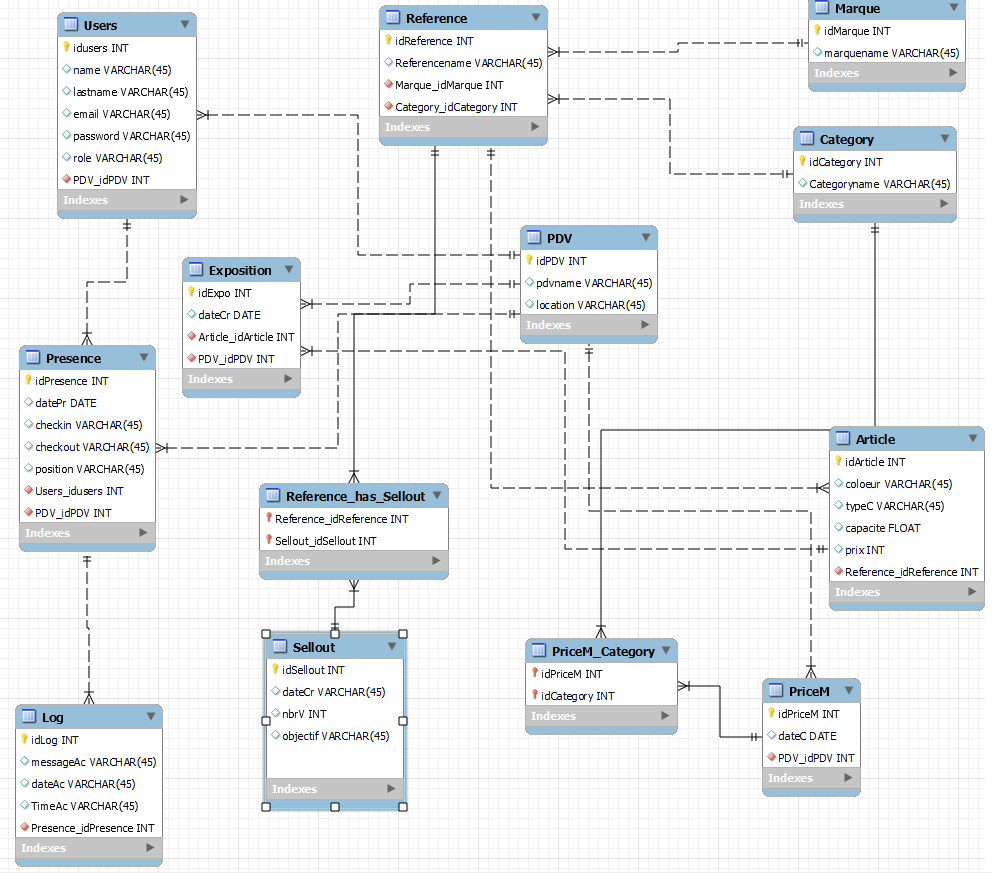 Users
idusers INT
name VARCHAR(45)
lastname VARCHAR(45)
email VARCHAR(45)
password VARCHAR(45)
role VARCHAR(45)
PDV_idPDV INT
Indexes
Reference
idReference INT
Referencename VARCHAR(45)
Marque_idMarque INT
Category_idCategory INT
Indexes
Marque
idMarque INT
marquename VARCHAR(45)
Indexes
Category
idCategory INT
Categoryname VARCHAR(45)
Indexes
PDV
idPDV INT
pdvname VARCHAR(45)
location VARCHAR(45)
Indexes
Exposition
idExpo INT
dateCr DATE
Article_idArticle INT
PDV_idPDV INT
Indexes
Presence
idPresence INT
datePr DATE
checkin VARCHAR(45)
checkout VARCHAR(45)
position VARCHAR(45)
Users_idusers INT
PDV_idPDV INT
Indexes
Article
idArticle INT
coloeur VARCHAR(45)
typeC VARCHAR(45)
capacite FLOAT
prix INT
Reference_idReference INT
Indexes
Reference_has_Sellout
Reference_idReference INT
Sellout_idSellout INT
Indexes
Sellout
idSellout INT
dateCr VARCHAR(45)
nbrV INT
objectif VARCHAR(45)
Indexes
PriceM_Category
idPriceM INT
idCategory INT
Indexes
PriceM
idPriceM INT
dateC DATE
PDV_idPDV INT
Indexes
Log
idLog INT
messageAc VARCHAR(45)
dateAc VARCHAR(45)
TimeAc VARCHAR(45)
Presence_idPresence INT
Indexes